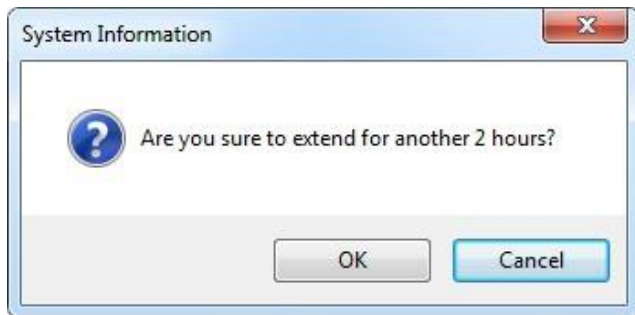 System Information
Are you sure to extend for another 2 hours?
OK
Cancel